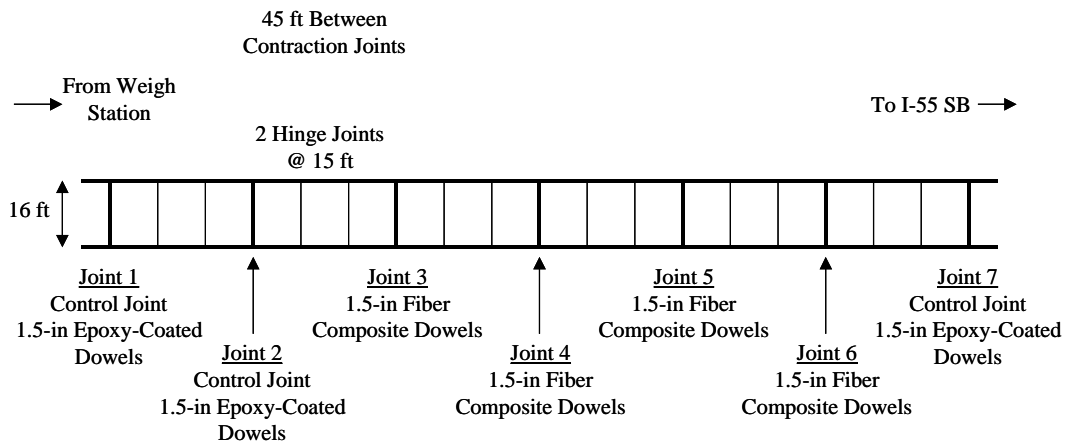 45 ft Between
Contraction Joints
From Weigh
Station
To I-55 SB
2 Hinge Joints
@ 15 ft
16 ft
Joint 1
Control Joint
1.5-in Epoxy-Coated
Dowels
Joint 2
Control Joint
1.5-in Epoxy-Coated
Dowels
Joint 3
1.5-in Fiber
Composite Dowels
Joint 4
1.5-in Fiber
Composite Dowels
Joint 5
1.5-in Fiber
Composite Dowels
Joint 6
1.5-in Fiber
Composite Dowels
Joint 7
Control Joint
1.5-in Epoxy-Coated
Dowels